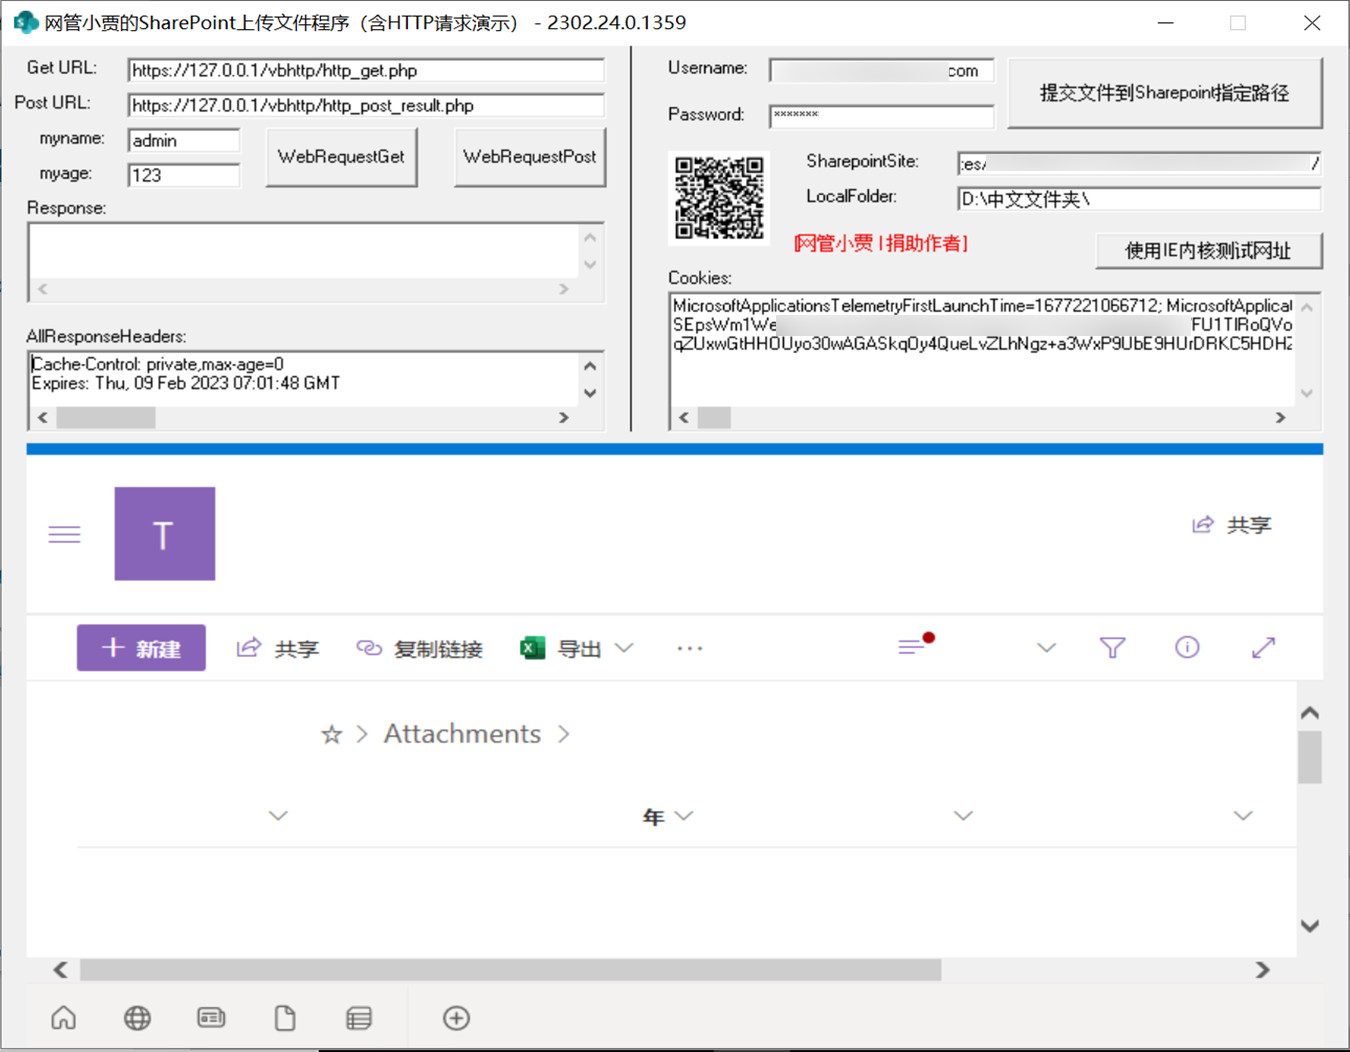 网管小贾的SharePoint上传文件程序（含HTTP请求演示） - 2302.24.0.1359
Get URL: https://127.0.0.1/vbhttp/http_get.php
Post URL: https://127.0.0.1/vbhttp/http_post_result.php
myname: admin
myage: 123
WebRequestGet
WebRequestPost
Response:
AllResponseHeaders:
Cache-Control: private,max-age=0
Expires: Thu, 09 Feb 2023 07:01:48 GMT
Username: com
Password: *******
提交文件到Sharepoint指定路径
SharepointSite: :es/ /
LocalFolder: D:\中文文件夹\
[网管小贾 | 捐助作者]
使用IE内核测试网址
Cookies:
MicrosoftApplicationsTelemetryFirstLaunchTime=1677221066712; MicrosoftApplicat
SEpsWm1We FU1TlRoQVo
qZUxwGtHHOUyo30wAGASkqOy4QueLvZLhNgz+a3WxP9UbE9HUrDRKC5HDHZ
T
共享
新建 共享 复制链接 导出 ···
Attachments
年